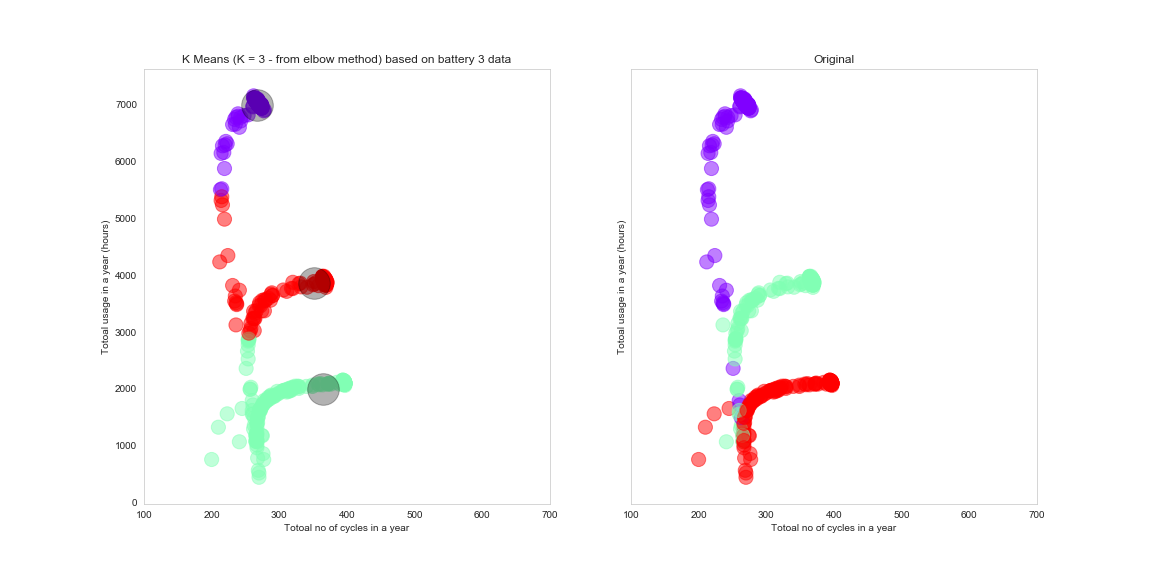 K Means (K = 3 - from elbow method) based on battery 3 data
Original
7000
6000
5000
4000
3000
2000
1000
0
Totoal usage in a year (hours)
Totoal usage in a year (hours)
100 200 300 400 500 600 700
100 200 300 400 500 600 700
Totoal no of cycles in a year
Totoal no of cycles in a year